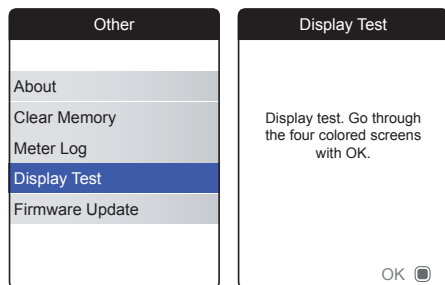 Other
About
Clear Memory
Meter Log
Display Test
Firmware Update
Display Test
Display test. Go through
the four colored screens
with OK.
OK